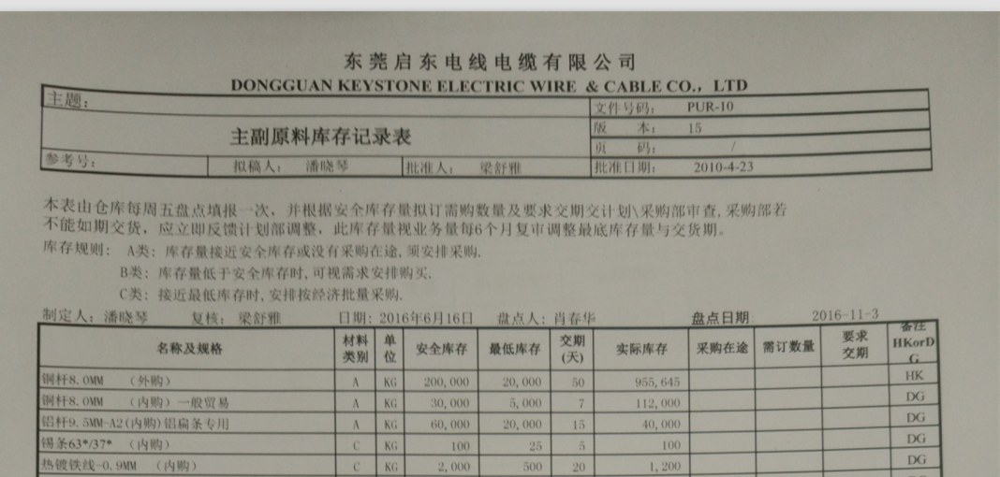 东莞启东电线电缆有限公司
DONGGUAN KEYSTONE ELECTRIC WIRE & CABLE CO., LTD
主题:
主副原料库存记录表
文件号码: PUR-10
版 本: 15
页 码: /
参考号: 拟稿人: 潘晓琴 批准人: 梁舒雅 批准日期: 2010-4-23
本表由仓库每周五盘点填报一次，并根据安全库存量拟订需购数量及要求交期交计划\采购部审查,采购部若
不能如期交货，应立即反馈计划部调整，此库存量视业务量每6个月复审调整最底库存量与交货期。
库存规则: A类: 库存量接近安全库存或没有采购在途,须安排采购.
B类: 库存量低于安全库存时,可视需求安排购买.
C类: 接近最低库存时,安排按经济批量采购.
制定人: 潘晓琴 复核: 梁舒雅 日期: 2016年6月16日 盘点人: 肖春华 盘点日期 2016-11-3
名称及规格 材料类别 单位 安全库存 最低库存 交期(天) 实际库存 采购在途 需订数量 要求交期 备注HKorDG
铜杆8.0MM （外购） A KG 200,000 20,000 50 955,645 HK
铜杆8.0MM （内购）一般贸易 A KG 30,000 5,000 7 112,000 DG
铝杆9.5MM-A2(内购)铝扁条专用 A KG 60,000 20,000 15 40,000 DG
锡条63*/37* （内购） C KG 100 25 5 100 DG
热镀铁线-0.9MM （内购） C KG 2,000 500 20 1,200 DG